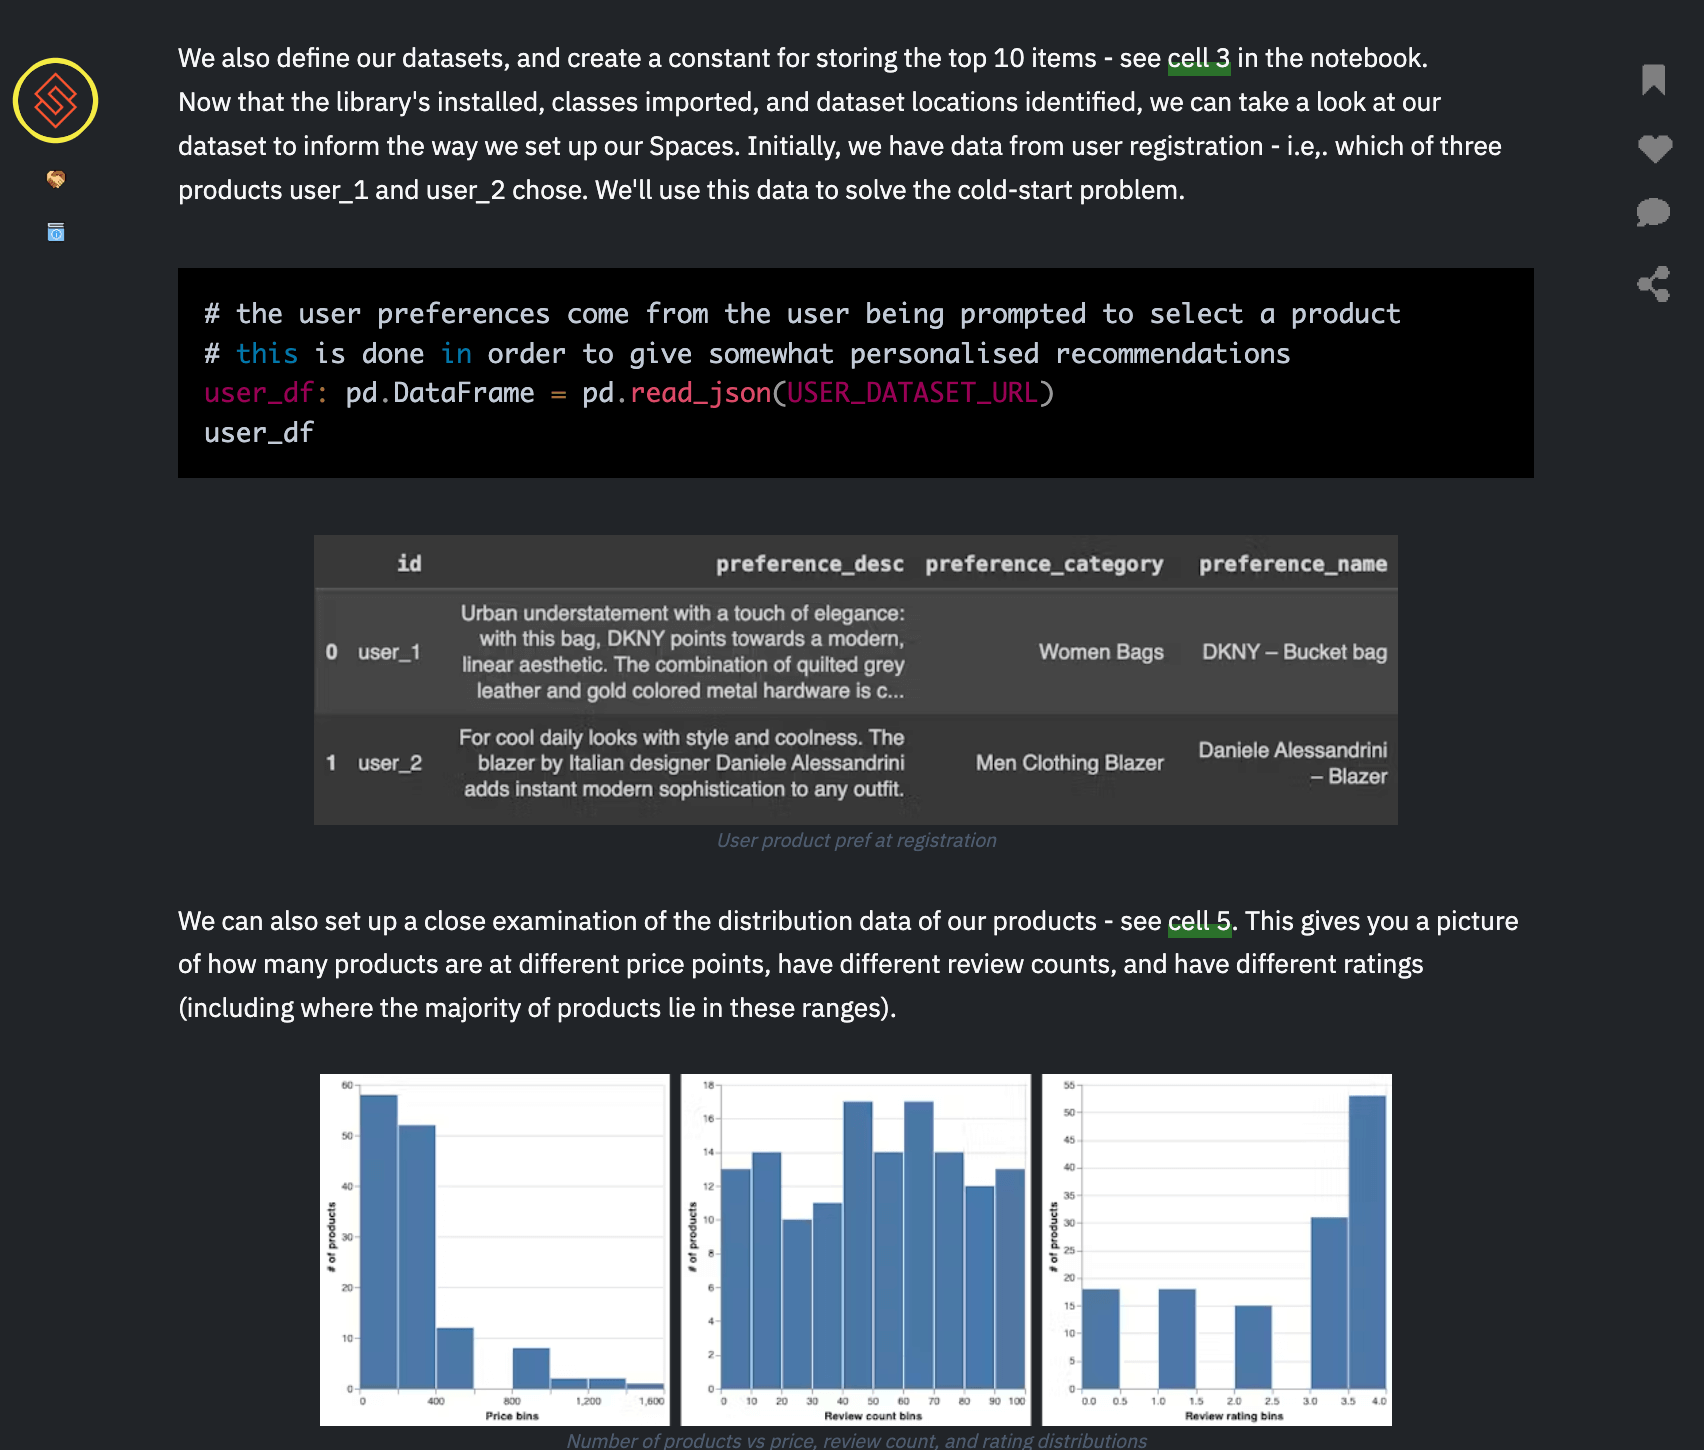 We also define our datasets, and create a constant for storing the top 10 items - see cell 3 in the notebook.
Now that the library's installed, classes imported, and dataset locations identified, we can take a look at our
dataset to inform the way we set up our Spaces. Initially, we have data from user registration - i.e,. which of three
products user_1 and user_2 chose. We'll use this data to solve the cold-start problem.
# the user preferences come from the user being prompted to select a product
# this is done in order to give somewhat personalised recommendations
user_df: pd.DataFrame = pd.read_json(USER_DATASET_URL)
user_df
id preference_desc preference_category preference_name
Urban understatement with a touch of elegance:
with this bag, DKNY points towards a modern,
0 user_1 Women Bags DKNY – Bucket bag
linear aesthetic. The combination of quilted grey
leather and gold colored metal hardware is c...
For cool daily looks with style and coolness. The
1 user_2 blazer by Italian designer Daniele Alessandrini Men Clothing Blazer Daniele Alessandrini
– Blazer
adds instant modern sophistication to any outfit.
User product pref at registration
We can also set up a close examination of the distribution data of our products - see cell 5. This gives you a picture
of how many products are at different price points, have different review counts, and have different ratings
(including where the majority of products lie in these ranges).
60
50
40
30
20
10
0
# of products
0 400 800 1,200 1,600
Price bins
18
16
14
12
10
8
6
4
2
0
# of products
0 10 20 30 40 50 60 70 80 90 100
Review count bins
55
50
45
40
35
30
25
20
15
10
5
0
# of products
0.0 0.5 1.0 1.5 2.0 2.5 3.0 3.5 4.0
Review rating bins
Number of products vs price, review count, and rating distributions